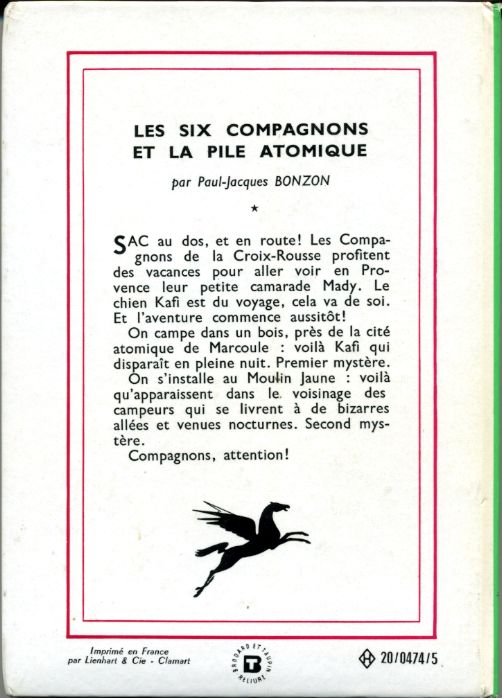 LES SIX COMPAGNONS
ET LA PILE ATOMIQUE
par Paul-Jacques BONZON
★
SAC au dos, et en route! Les Compa-
gnons de la Croix-Rousse profitent
des vacances pour aller voir en Pro-
vence leur petite camarade Mady. Le
chien Kafi est du voyage, cela va de soi.
Et l'aventure commence aussitôt!
On campe dans un bois, près de la cité
atomique de Marcoule : voilà Kafi qui
disparaît en pleine nuit. Premier mystère.
On s'installe au Moulin Jaune : voilà
qu'apparaissent dans le voisinage des
campeurs qui se livrent à de bizarres
allées et venues nocturnes. Second mys-
tère.
Compagnons, attention!
Imprimé en France
par Lienhart & Cie - Clamart
BRODARD ET TAUPIN
BT
RELIURE
H 20/0474/5